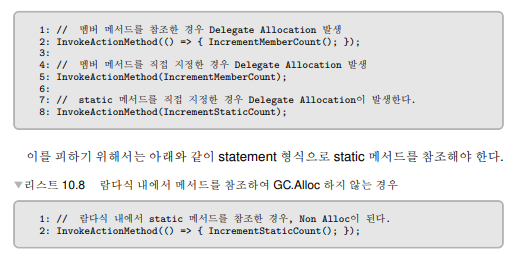 1: // 멤버 메서드를 참조한 경우 Delegate Allocation 발생
2: InvokeActionMethod(() => { IncrementMemberCount(); });
3:
4: // 멤버 메서드를 직접 지정한 경우 Delegate Allocation 발생
5: InvokeActionMethod(IncrementMemberCount);
6:
7: // static 메서드를 직접 지정한 경우 Delegate Allocation이 발생한다.
8: InvokeActionMethod(IncrementStaticCount);
이를 피하기 위해서는 아래와 같이 statement 형식으로 static 메서드를 참조해야 한다.
▼리스트 10.8 람다식 내에서 메서드를 참조하여 GC.Alloc 하지 않는 경우
1: // 람다식 내에서 static 메서드를 참조한 경우, Non Alloc이 된다.
2: InvokeActionMethod(() => { IncrementStaticCount(); });